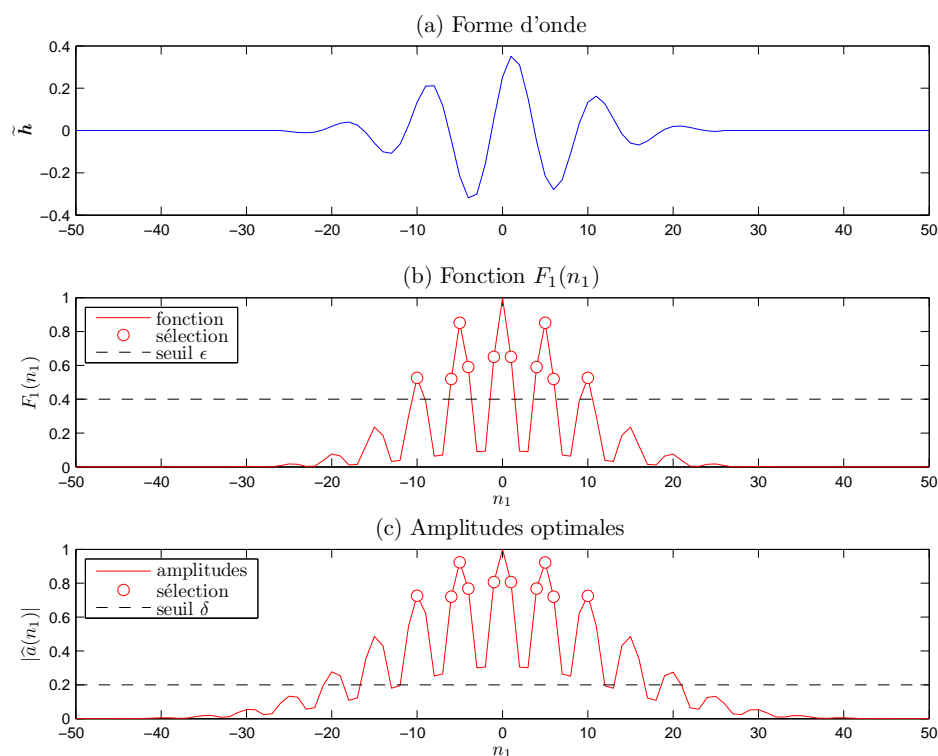 (a) Forme d'onde
0.4
0.2
0
−0.2
−0.4
h̃
−50 −40 −30 −20 −10 0 10 20 30 40 50
(b) Fonction F₁(n₁)
1
0.8
0.6
0.4
0.2
0
F₁(n₁)
fonction
sélection
seuil ϵ
−50 −40 −30 −20 −10 0 10 20 30 40 50
n₁
(c) Amplitudes optimales
1
0.8
0.6
0.4
0.2
0
|â(n₁)|
amplitudes
sélection
seuil δ
−50 −40 −30 −20 −10 0 10 20 30 40 50
n₁